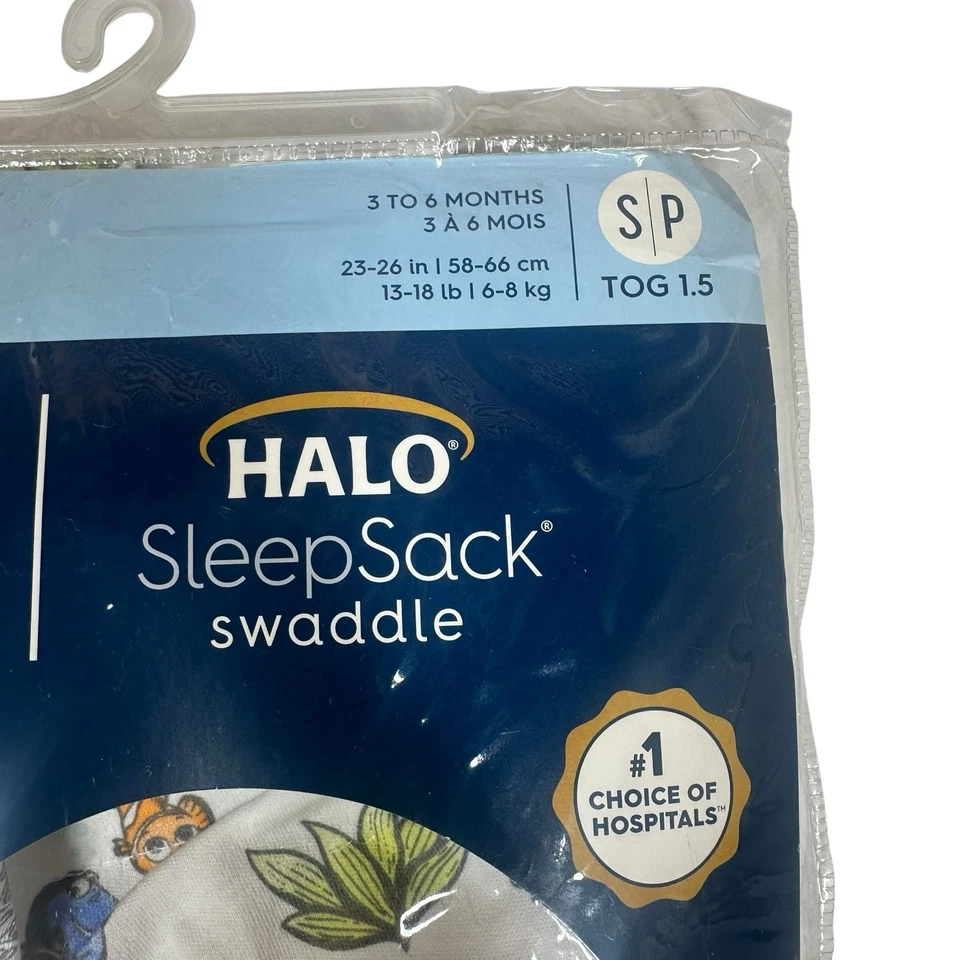 3 TO 6 MONTHS
3 À 6 MOIS
23-26 in | 58-66 cm
13-18 lb | 6-8 kg
S|P
TOG 1.5
HALO®
SleepSack®
swaddle
#1
CHOICE OF
HOSPITALS™